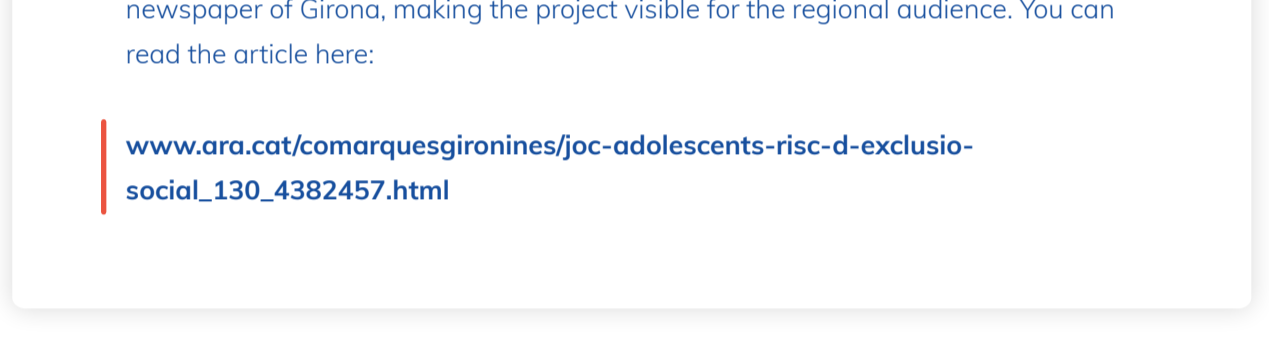 newspaper of Girona, making the project visible for the regional audience. You can
read the article here:
www.ara.cat/comarquesgironines/joc-adolescents-risc-d-exclusio-
social_130_4382457.html